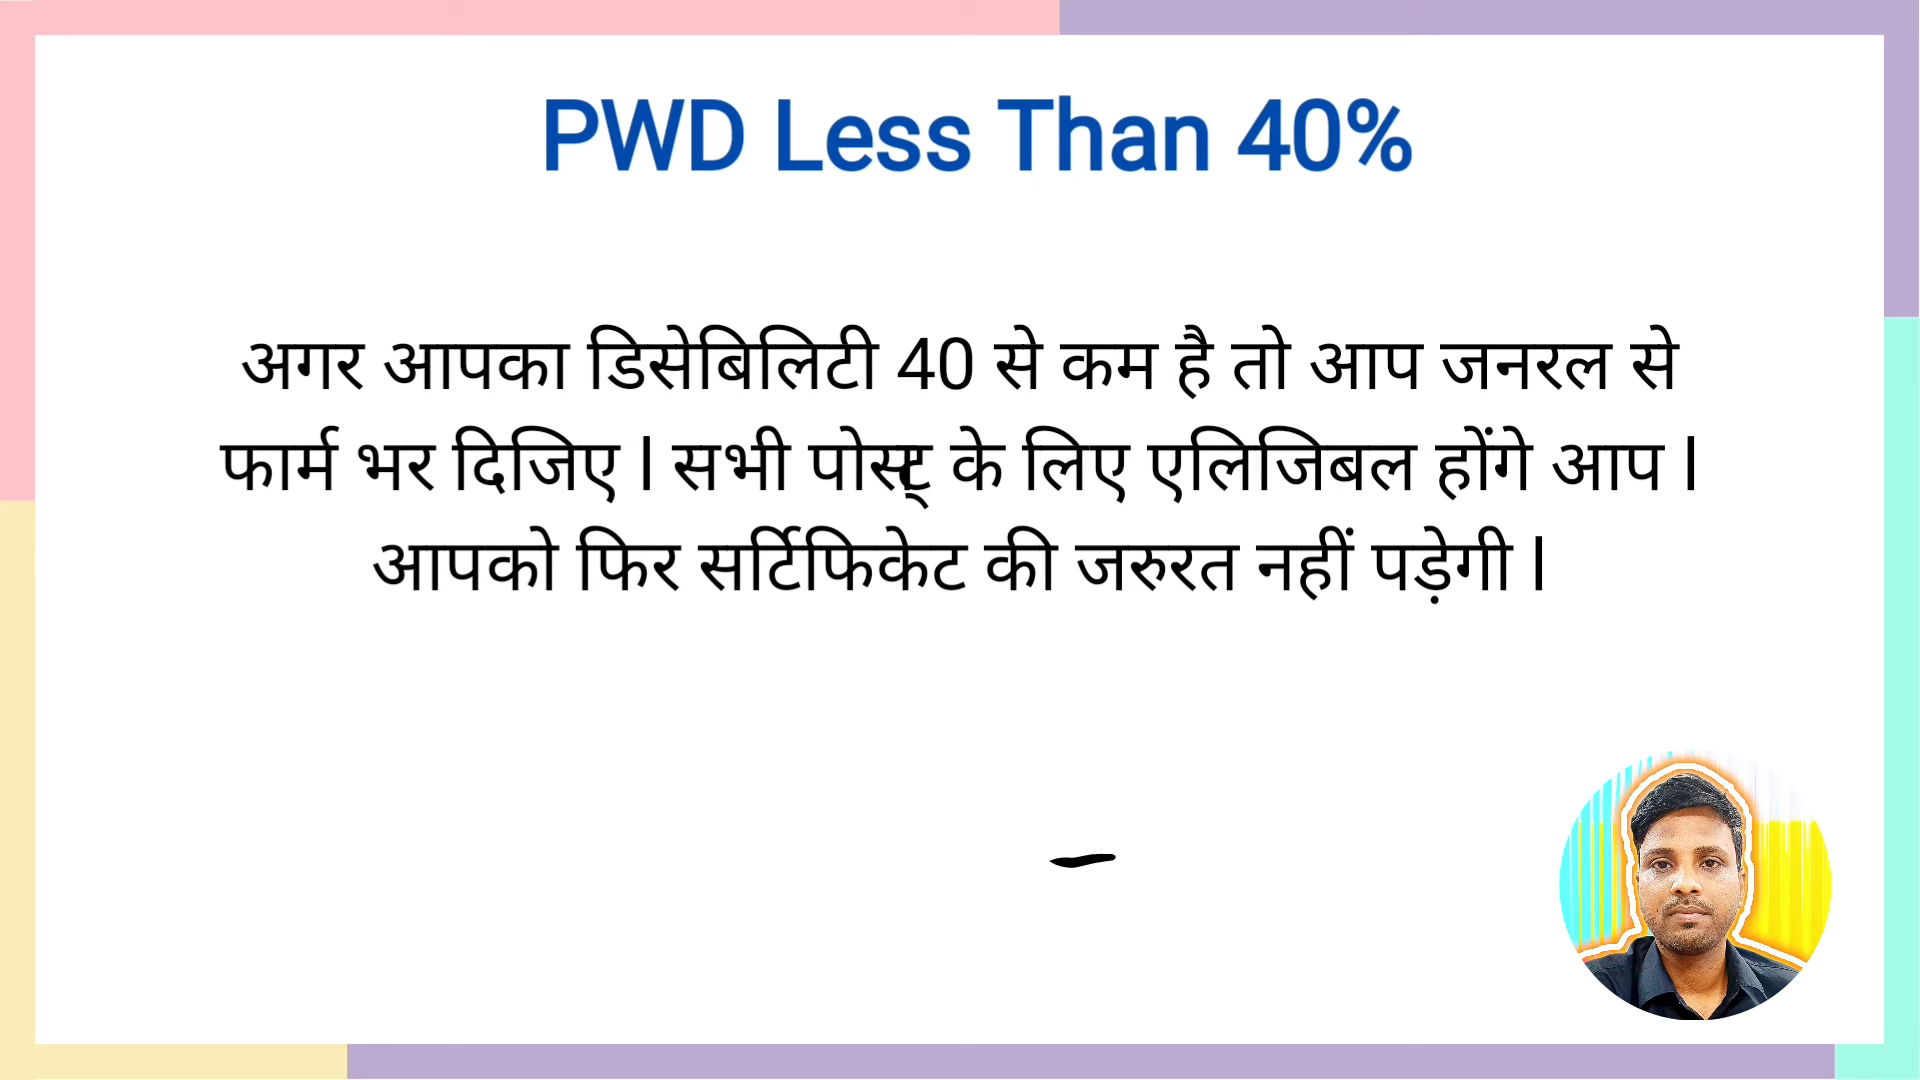 PWD Less Than 40%
अगर आपका डिसेबिलिटी 40 से कम है तो आप जनरल से
फार्म भर दिजिए l सभी पोस्ट् के लिए एलिजिबल होंगे आप l
आपको फिर सर्टिफिकेट की जरुरत नहीं पड़ेगी l